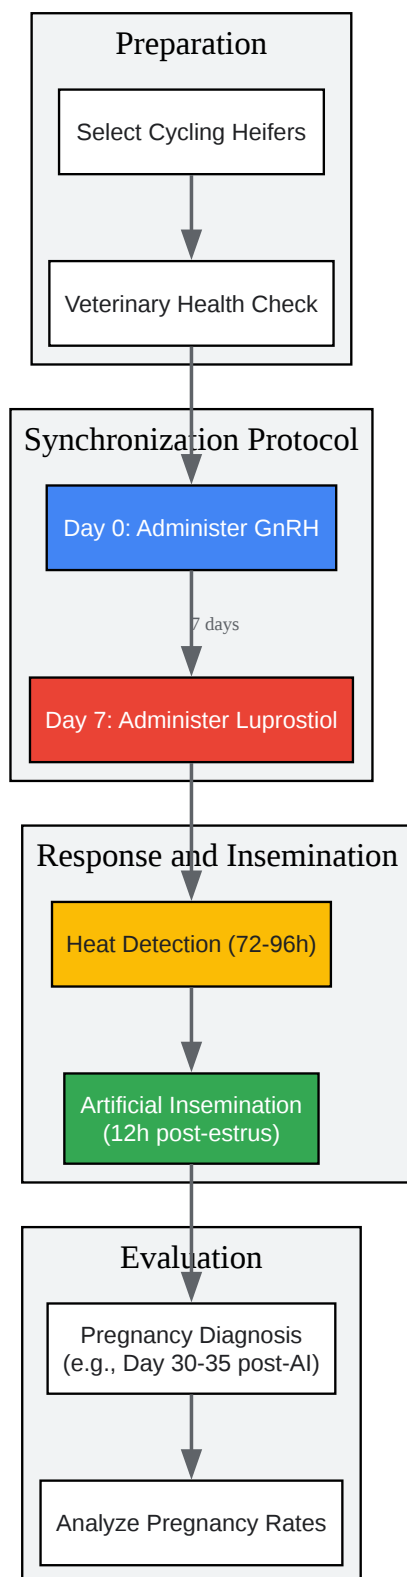 Preparation
Select Cycling Heifers
Veterinary Health Check
Synchronization Protocol
Day 0: Administer GnRH
7 days
Day 7: Administer Luprostiol
Response and Insemination
Heat Detection (72-96h)
Artificial Insemination
(12h post-estrus)
Evaluation
Pregnancy Diagnosis
(e.g., Day 30-35 post-AI)
Analyze Pregnancy Rates